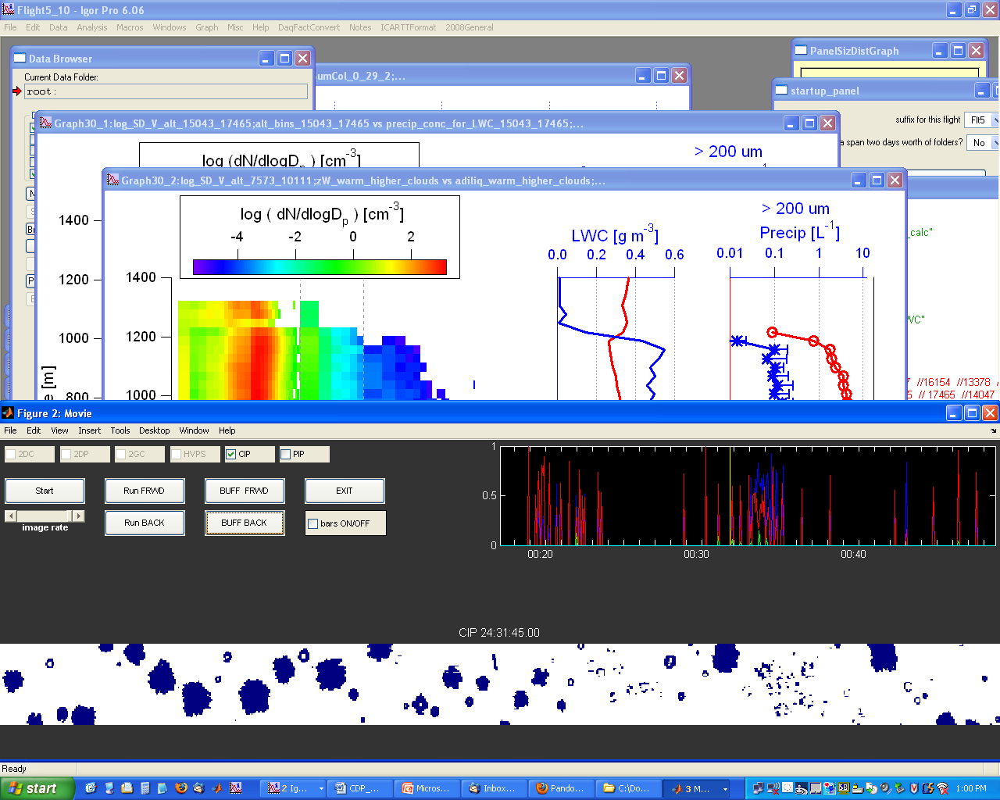 Flight5_10 - Igor Pro 6.06
File Edit Data Analysis Macros Windows Graph Misc Help DaqFactConvert Notes ICARTTFormat 2008General
Data Browser
Current Data Folder:
root:
umCol_0_29_2;...
PanelSizDistGraph
startup_panel
suffix for this flight Flt5
a span two days worth of folders? No
Graph30_1:log_SD_V_alt_15043_17465;alt_bins_15043_17465 vs precip_conc_for_LWC_15043_17465;...
log (dN/dlogDp ) [cm-3]
> 200 um
1400
1200
1000
800
e [m]
Graph30_2:log_SD_V_alt_7573_10111;zW_warm_higher_clouds vs adiliq_warm_higher_clouds;...
log ( dN/dlogDp ) [cm-3]
-4 -2 0 2
1400
1200
1000
LWC [g m-3]
0.0 0.2 0.4 0.6
> 200 um
Precip [L-1]
0.01 0.1 1 10
_calc"
VC"
7 //16154 //13378 /
5 // 17465 //14047
Figure 2: Movie
File Edit View Insert Tools Desktop Window Help
2DC 2DP 2GC HVPS CIP PIP
Start Run FRWD BUFF FRWD EXIT
Run BACK BUFF BACK bars ON/OFF
image rate
1
0.5
0
00:20 00:30 00:40
CIP 24:31:45.00
Ready
start 2 Ig... CDP_... Micros... Inbox... Pando... C:\Do... 3 M... 1:00 PM